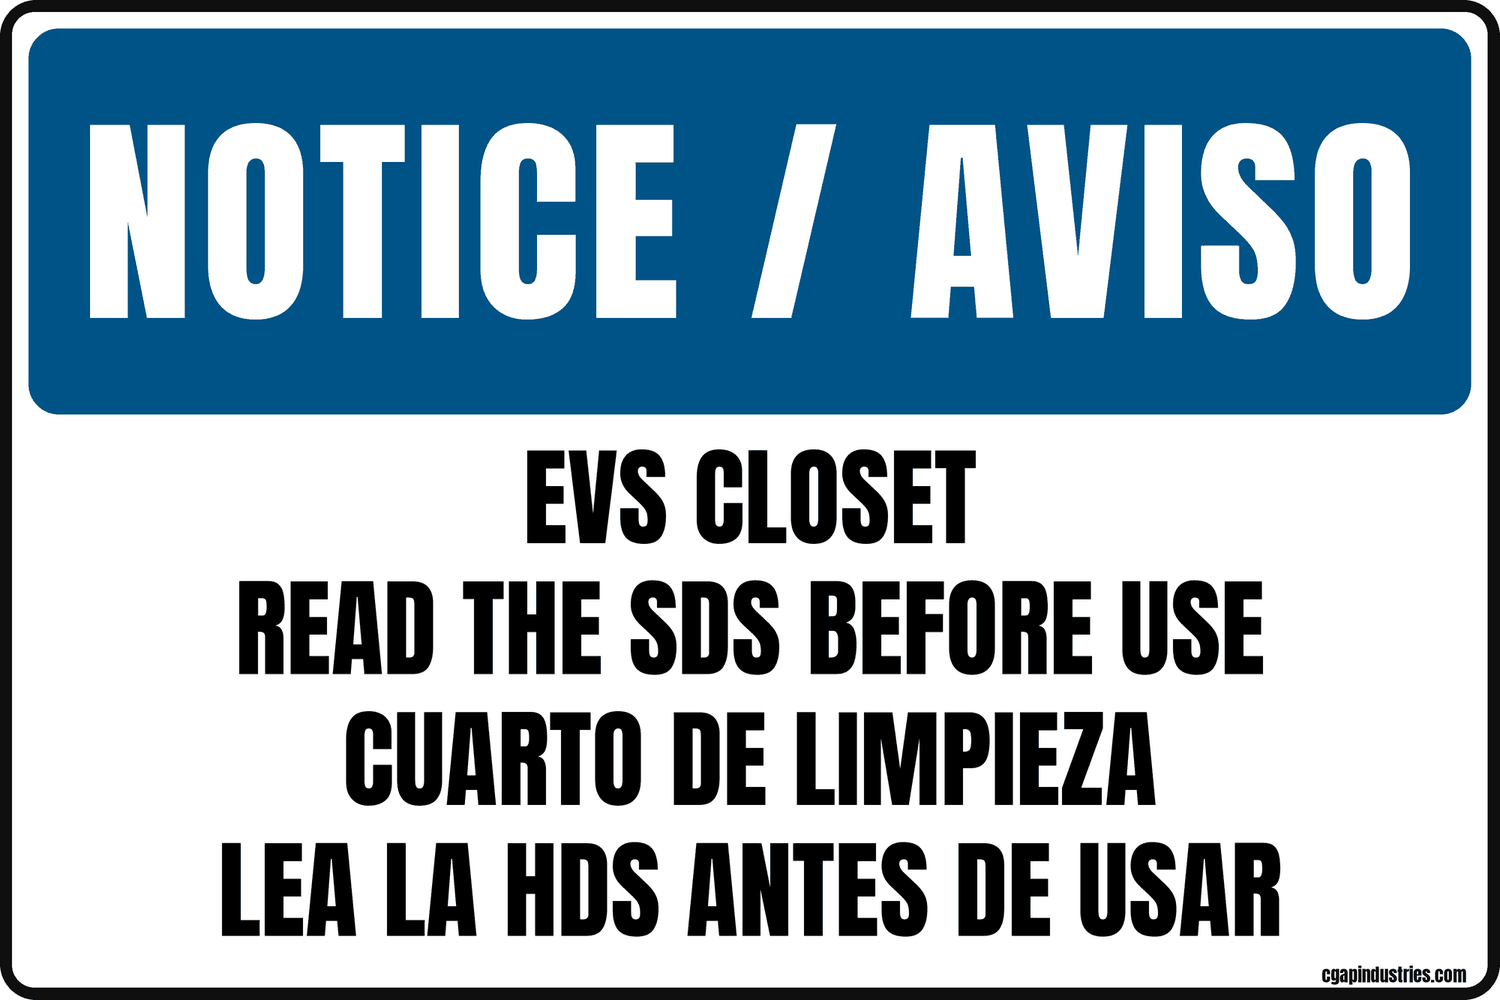 NOTICE / AVISO
EVS CLOSET
READ THE SDS BEFORE USE
CUARTO DE LIMPIEZA
LEA LA HDS ANTES DE USAR
cgapindustries.com